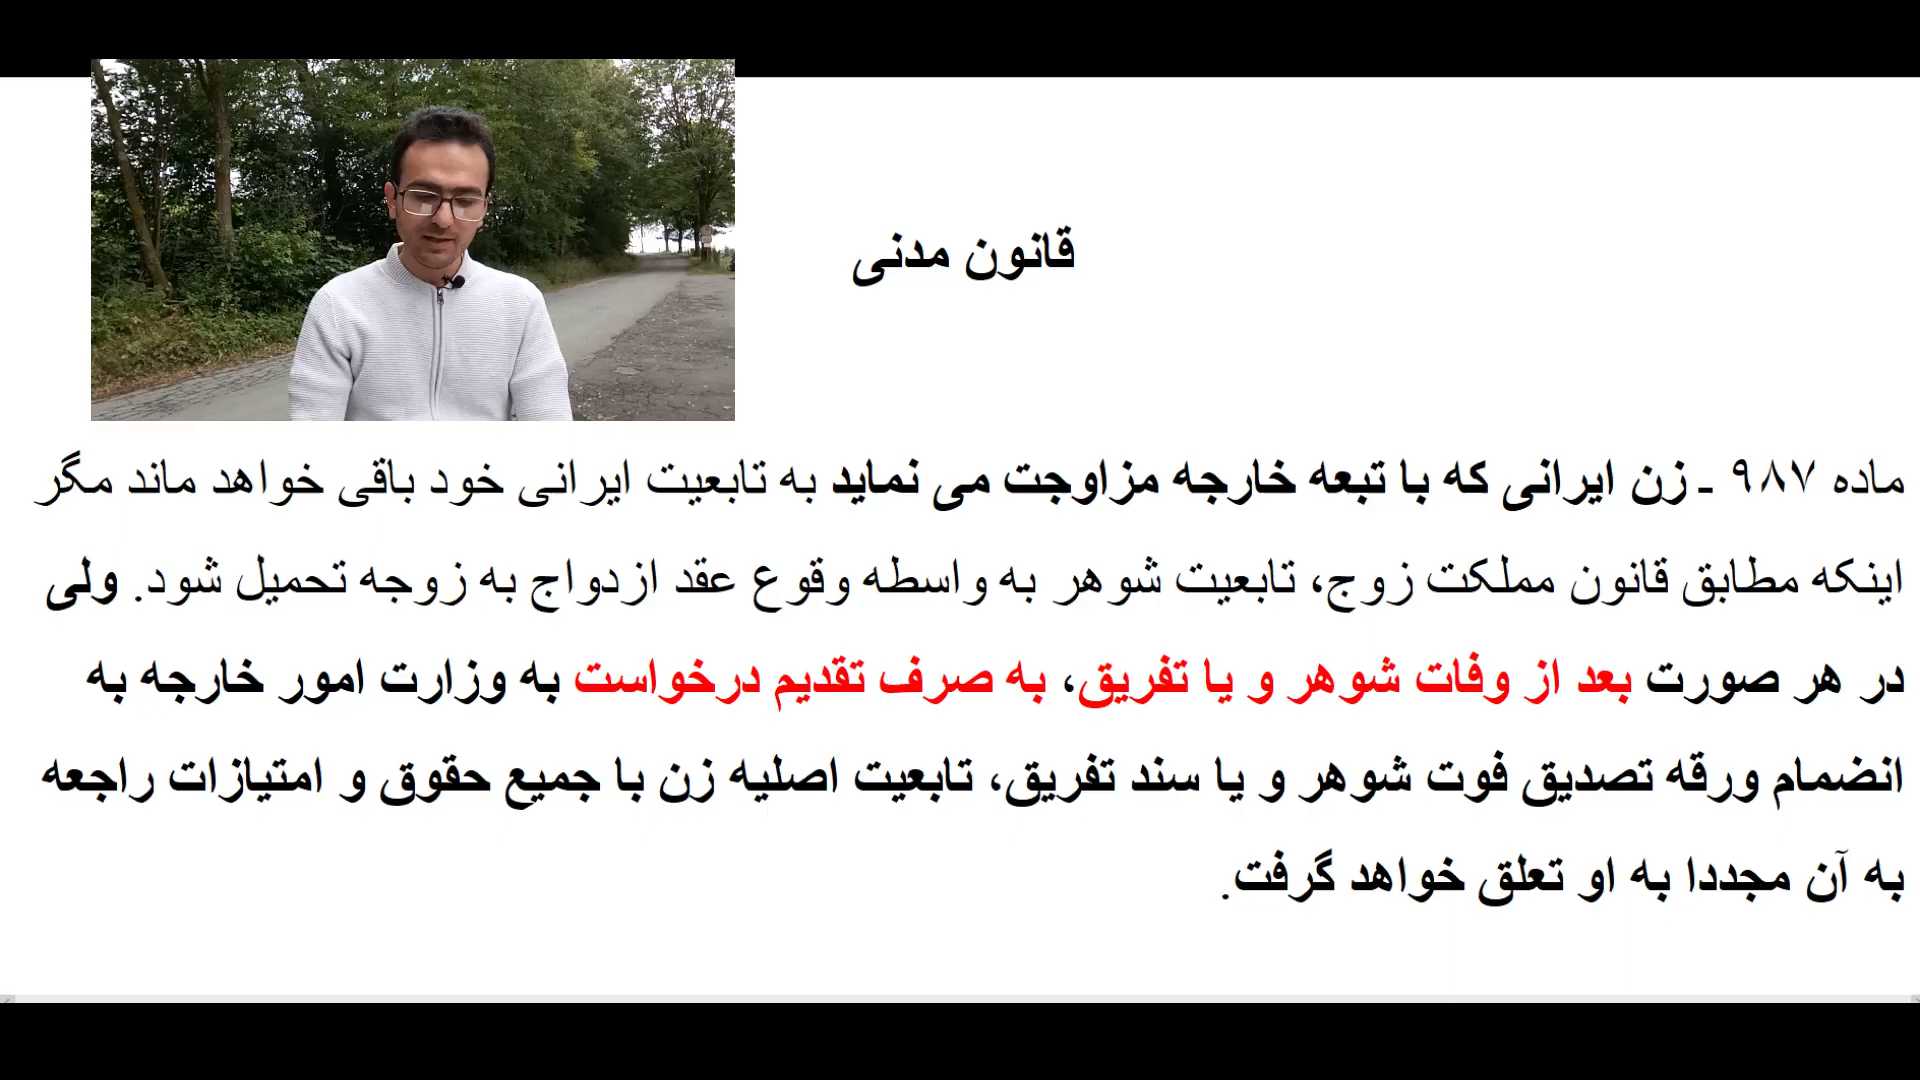 قانون مدنی
ماده ۹۸۷ ـ زن ایرانی که با تبعه خارجه مزاوجت می نماید به تابعیت ایرانی خود باقی خواهد ماند مگر
اینکه مطابق قانون مملکت زوج، تابعیت شوهر به واسطه وقوع عقد ازدواج به زوجه تحمیل شود. ولی
در هر صورت بعد از وفات شوهر و یا تفریق، به صرف تقدیم درخواست به وزارت امور خارجه به
انضمام ورقه تصدیق فوت شوهر و یا سند تفریق، تابعیت اصلیه زن با جمیع حقوق و امتیازات راجعه
به آن مجددا به او تعلق خواهد گرفت.